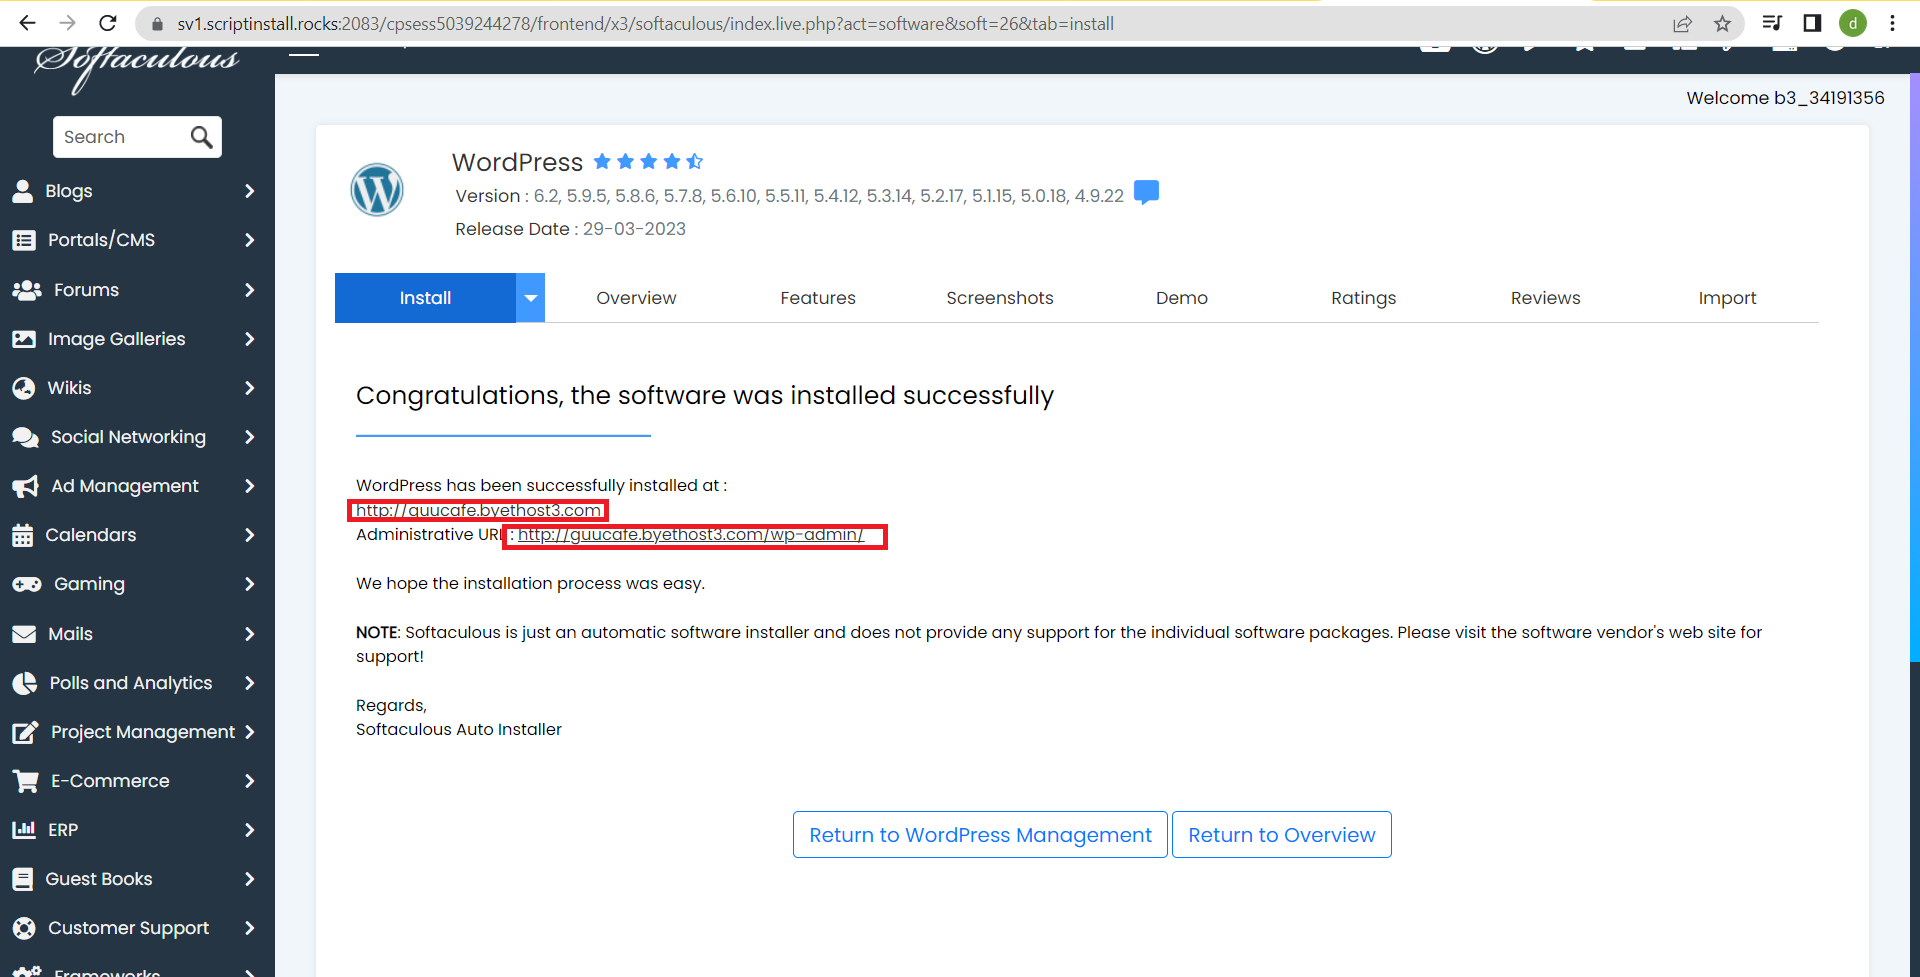 sv1.scriptinstall.rocks:2083/cpsess5039244278/frontend/x3/softaculous/index.live.php?act=software&soft=26&tab=install
d
Softaculous
Welcome b3_34191356
Search
Blogs
Portals/CMS
Forums
Image Galleries
Wikis
Social Networking
Ad Management
Calendars
Gaming
Mails
Polls and Analytics
Project Management
E-Commerce
ERP
Guest Books
Customer Support
Frameworks
WordPress
Version : 6.2, 5.9.5, 5.8.6, 5.7.8, 5.6.10, 5.5.11, 5.4.12, 5.3.14, 5.2.17, 5.1.15, 5.0.18, 4.9.22
Release Date : 29-03-2023
Install
Overview
Features
Screenshots
Demo
Ratings
Reviews
Import
Congratulations, the software was installed successfully
WordPress has been successfully installed at :
http://guucafe.byethost3.com
Administrative URL : http://guucafe.byethost3.com/wp-admin/
We hope the installation process was easy.
NOTE: Softaculous is just an automatic software installer and does not provide any support for the individual software packages. Please visit the software vendor's web site for
support!
Regards,
Softaculous Auto Installer
Return to WordPress Management
Return to Overview